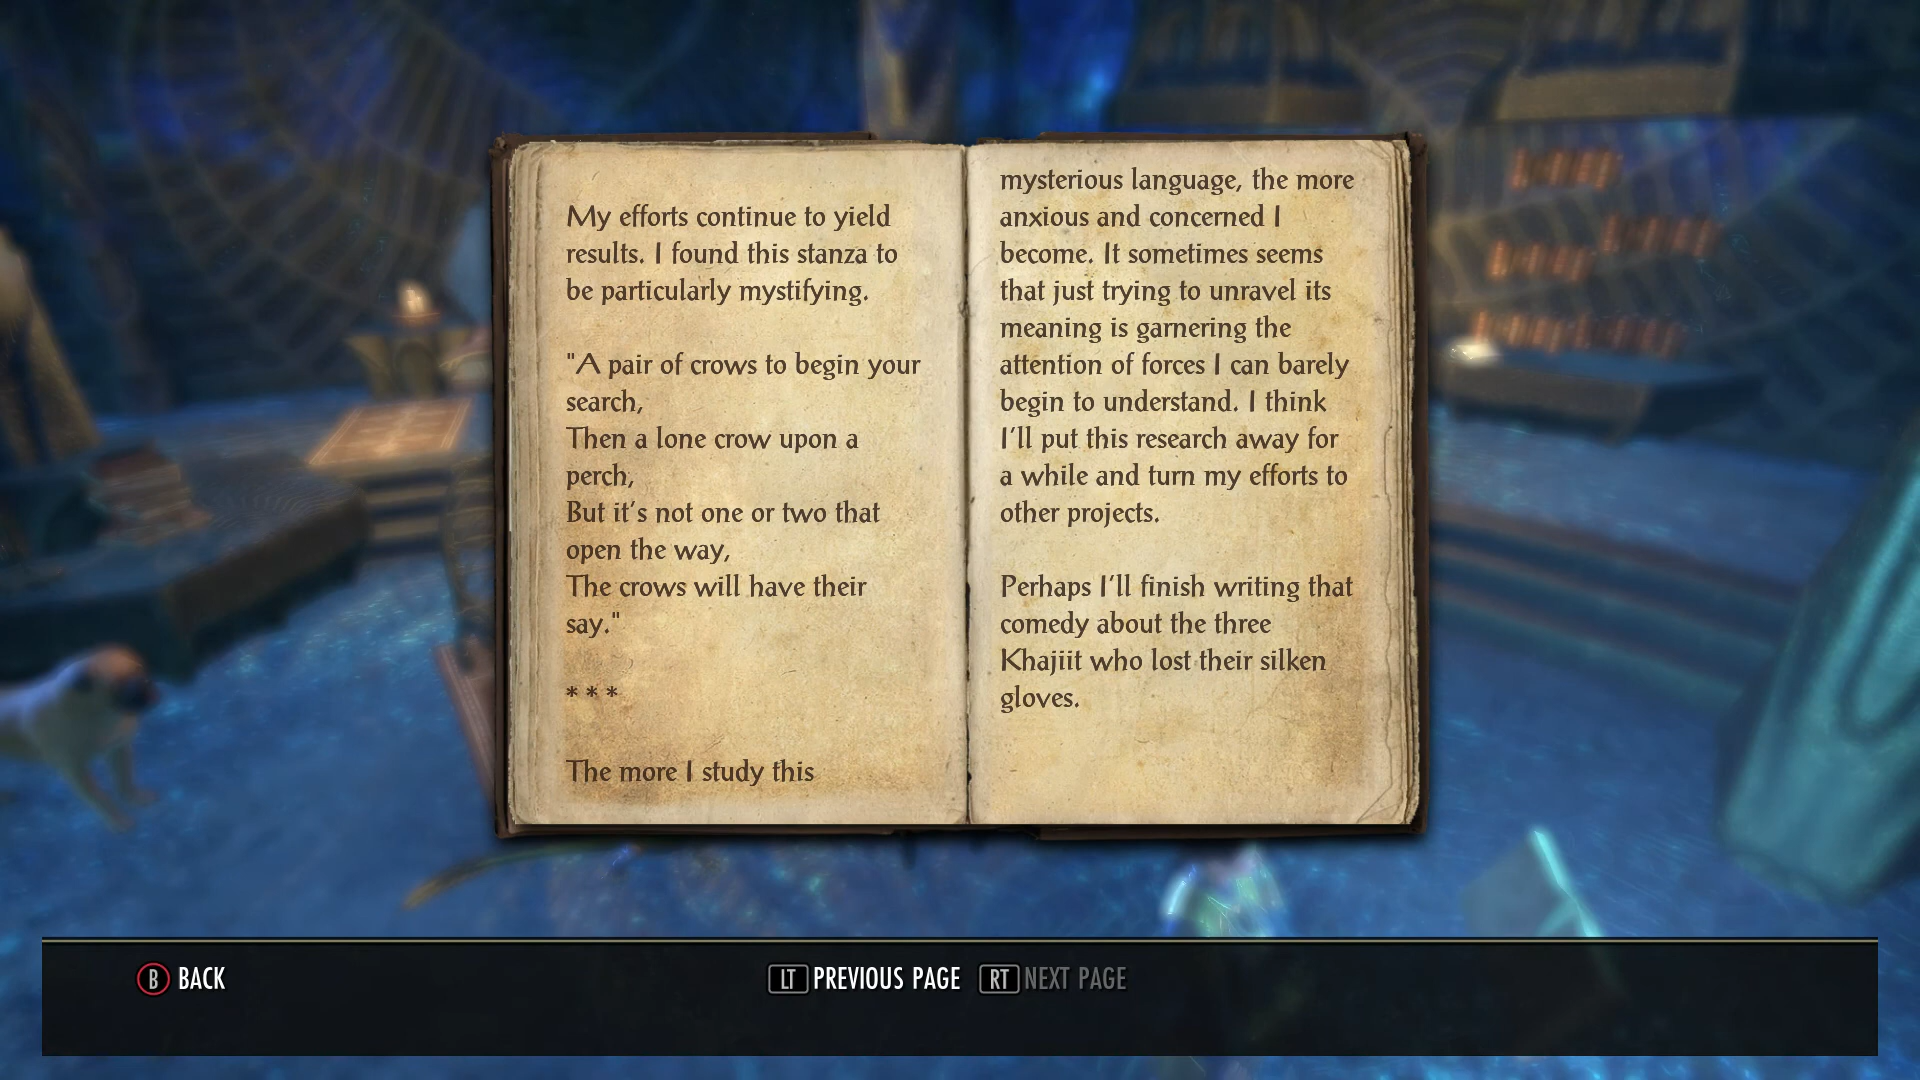 My efforts continue to yield
results. I found this stanza to
be particularly mystifying.
"A pair of crows to begin your
search,
Then a lone crow upon a
perch,
But it's not one or two that
open the way,
The crows will have their
say."
* * *
The more I study this
mysterious language, the more
anxious and concerned I
become. It sometimes seems
that just trying to unravel its
meaning is garnering the
attention of forces I can barely
begin to understand. I think
I'll put this research away for
a while and turn my efforts to
other projects.
Perhaps I'll finish writing that
comedy about the three
Khajiit who lost their silken
gloves.
B BACK
LT PREVIOUS PAGE RT NEXT PAGE